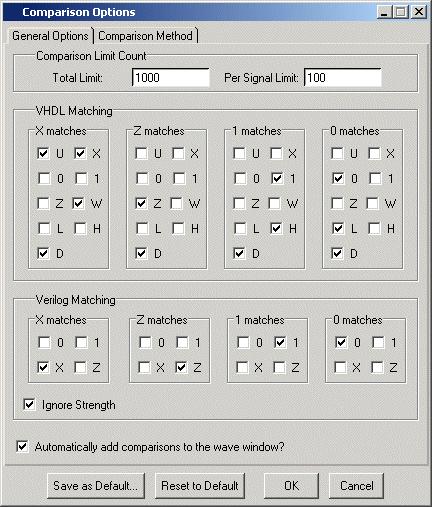 Comparison Options
General Options Comparison Method
Comparison Limit Count
Total Limit: 1000 Per Signal Limit: 100
VHDL Matching
X matches Z matches 1 matches 0 matches
U X U X U X U X
0 1 0 1 0 1 0 1
Z W Z W Z W Z W
L H L H L H L H
D D D D
Verilog Matching
X matches Z matches 1 matches 0 matches
0 1 0 1 0 1 0 1
X Z X Z X Z X Z
Ignore Strength
Automatically add comparisons to the wave window?
Save as Default... Reset to Default OK Cancel